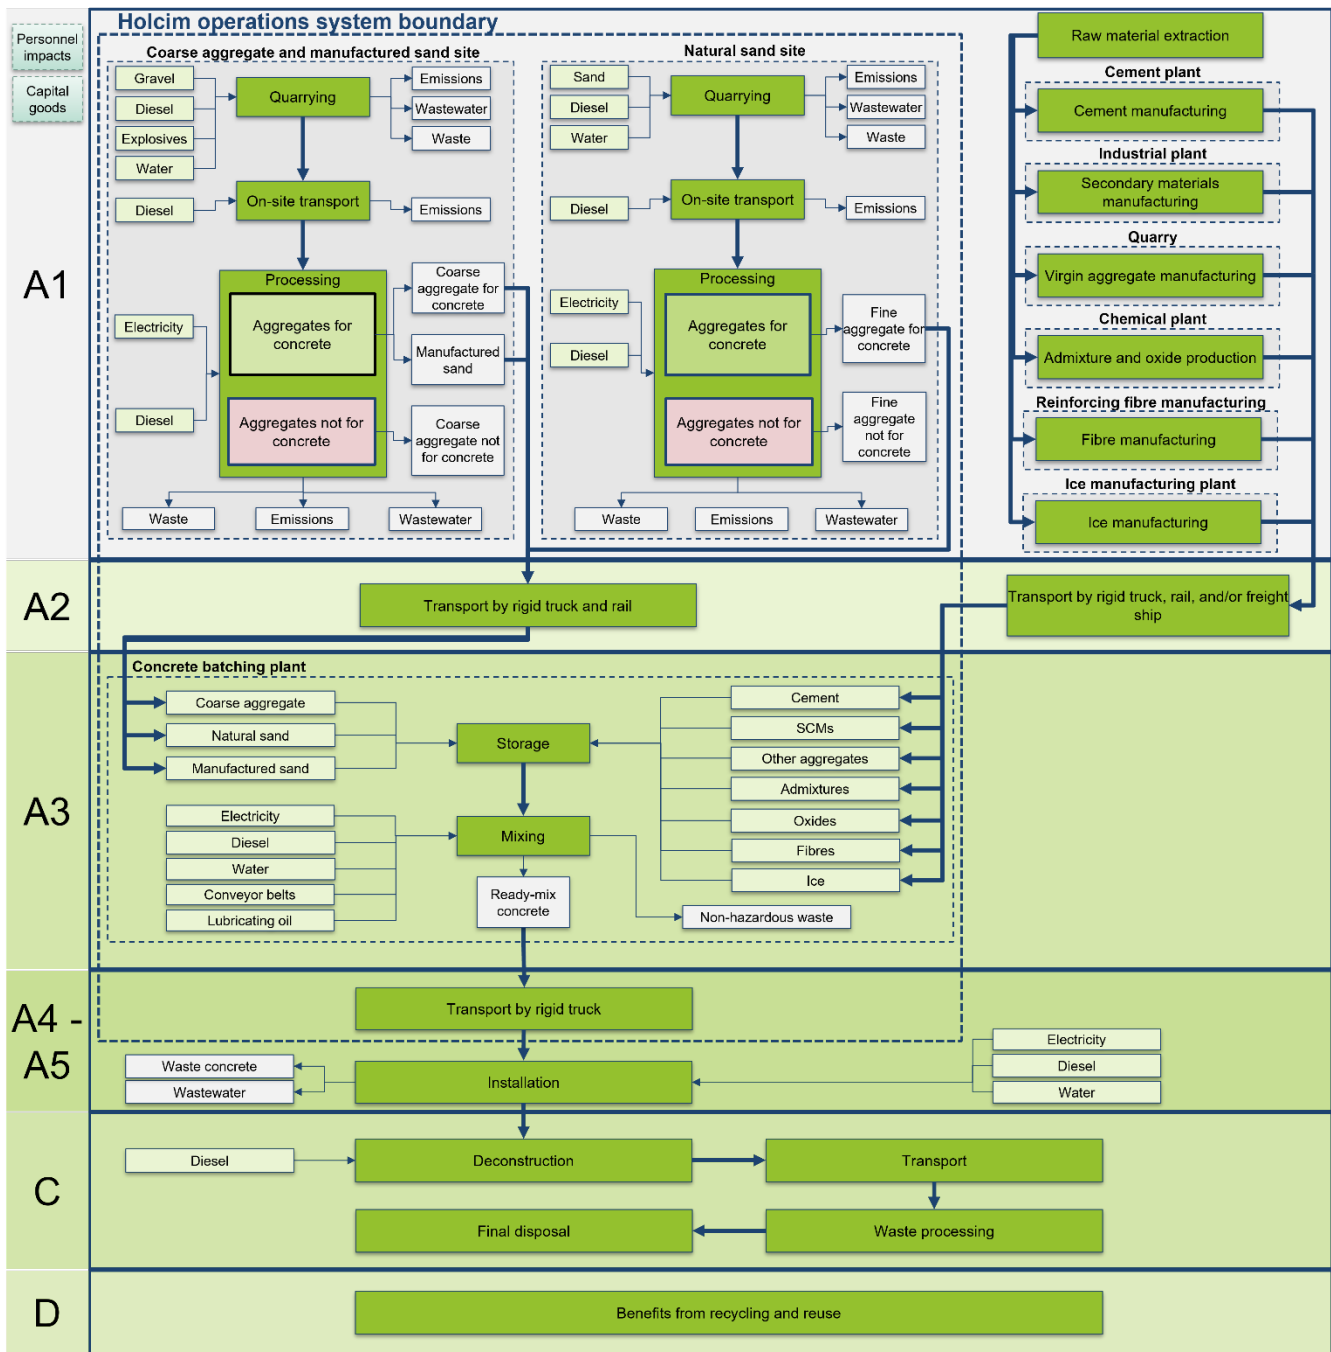 Holcim operations system boundary
Personnel
impacts
Capital
goods
A1
Coarse aggregate and manufactured sand site
Gravel
Diesel
Explosives
Water
Quarrying
Emissions
Wastewater
Waste
Diesel
On-site transport
Emissions
Electricity
Diesel
Processing
Aggregates for
concrete
Aggregates not for
concrete
Coarse
aggregate for
concrete
Manufactured
sand
Coarse
aggregate not
for concrete
Waste
Emissions
Wastewater
Natural sand site
Sand
Diesel
Water
Quarrying
Emissions
Wastewater
Waste
Diesel
On-site transport
Emissions
Electricity
Diesel
Processing
Aggregates for
concrete
Aggregates not for
concrete
Fine
aggregate for
concrete
Fine
aggregate
not for
concrete
Waste
Emissions
Wastewater
Raw material extraction
Cement plant
Cement manufacturing
Industrial plant
Secondary materials
manufacturing
Quarry
Virgin aggregate manufacturing
Chemical plant
Admixture and oxide production
Reinforcing fibre manufacturing
Fibre manufacturing
Ice manufacturing plant
Ice manufacturing
A2
Transport by rigid truck and rail
Transport by rigid truck, rail, and/or freight
ship
A3
Concrete batching plant
Coarse aggregate
Natural sand
Manufactured sand
Electricity
Diesel
Water
Conveyor belts
Lubricating oil
Storage
Mixing
Ready-mix
concrete
Cement
SCMs
Other aggregates
Admixtures
Oxides
Fibres
Ice
Non-hazardous waste
A4 -
A5
Transport by rigid truck
Waste concrete
Wastewater
Installation
Electricity
Diesel
Water
C
Diesel
Deconstruction
Transport
Final disposal
Waste processing
D
Benefits from recycling and reuse